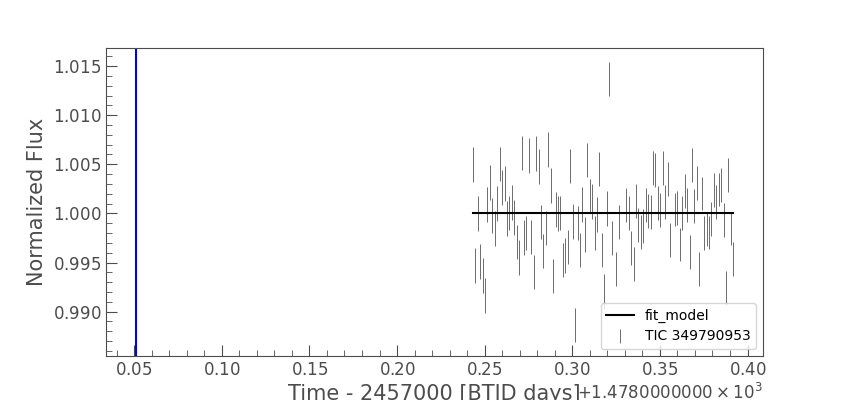 Normalized Flux
1.015
1.010
1.005
1.000
0.995
0.990
0.05 0.10 0.15 0.20 0.25 0.30 0.35 0.40
Time - 2457000 [BTJD days]
+1.4780000000 × 10³
fit_model
TIC 349790953